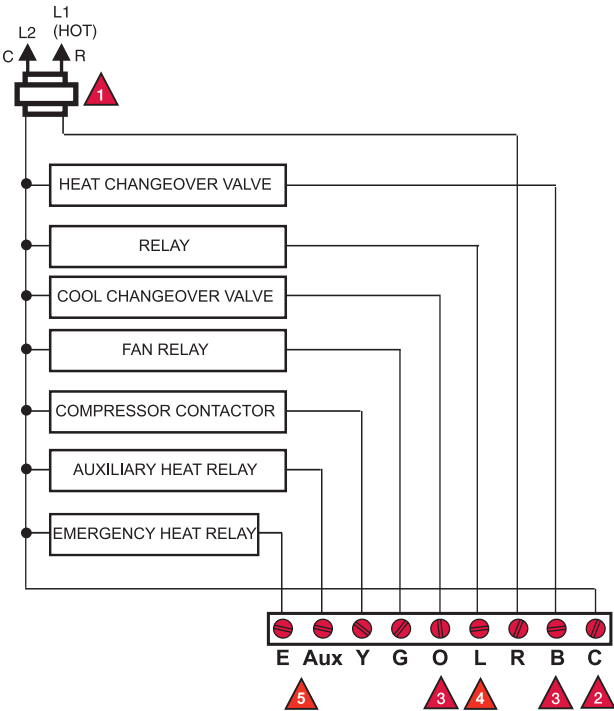 L1
L2 (HOT)
C R
1
HEAT CHANGEOVER VALVE
RELAY
COOL CHANGEOVER VALVE
FAN RELAY
COMPRESSOR CONTACTOR
AUXILIARY HEAT RELAY
EMERGENCY HEAT RELAY
E Aux Y G O L R B C
5 3 4 3 2